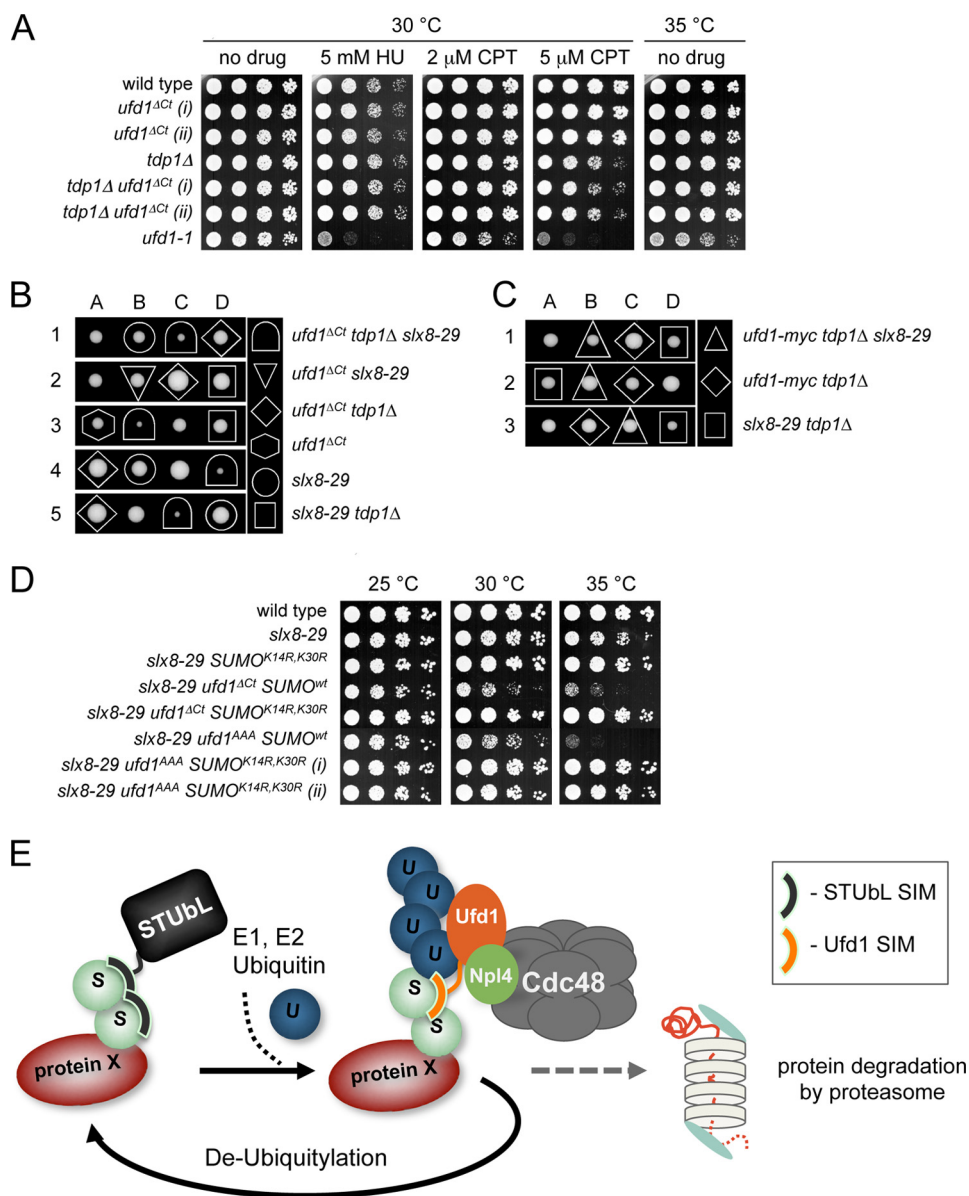 A
30 °C
35 °C
no drug
5 mM HU
2 µM CPT
5 µM CPT
no drug
wild type
ufd1ΔCt (i)
ufd1ΔCt (ii)
tdp1Δ
tdp1Δ ufd1ΔCt (i)
tdp1Δ ufd1ΔCt (ii)
ufd1-1
B
A B C D
1
2
3
4
5
ufd1ΔCt tdp1Δ slx8-29
ufd1ΔCt slx8-29
ufd1ΔCt tdp1Δ
ufd1ΔCt
slx8-29
slx8-29 tdp1Δ
C
A B C D
1
2
3
ufd1-myc tdp1Δ slx8-29
ufd1-myc tdp1Δ
slx8-29 tdp1Δ
D
25 °C
30 °C
35 °C
wild type
slx8-29
slx8-29 SUMOK14R,K30R
slx8-29 ufd1ΔCt SUMOwt
slx8-29 ufd1ΔCt SUMOK14R,K30R
slx8-29 ufd1AAA SUMOwt
slx8-29 ufd1AAA SUMOK14R,K30R (i)
slx8-29 ufd1AAA SUMOK14R,K30R (ii)
E
STUbL
S
S
protein X
E1, E2
Ubiquitin
U
U
U
U
U
Ufd1
Npl4
Cdc48
S
S
protein X
De-Ubiquitylation
- STUbL SIM
- Ufd1 SIM
protein degradation
by proteasome